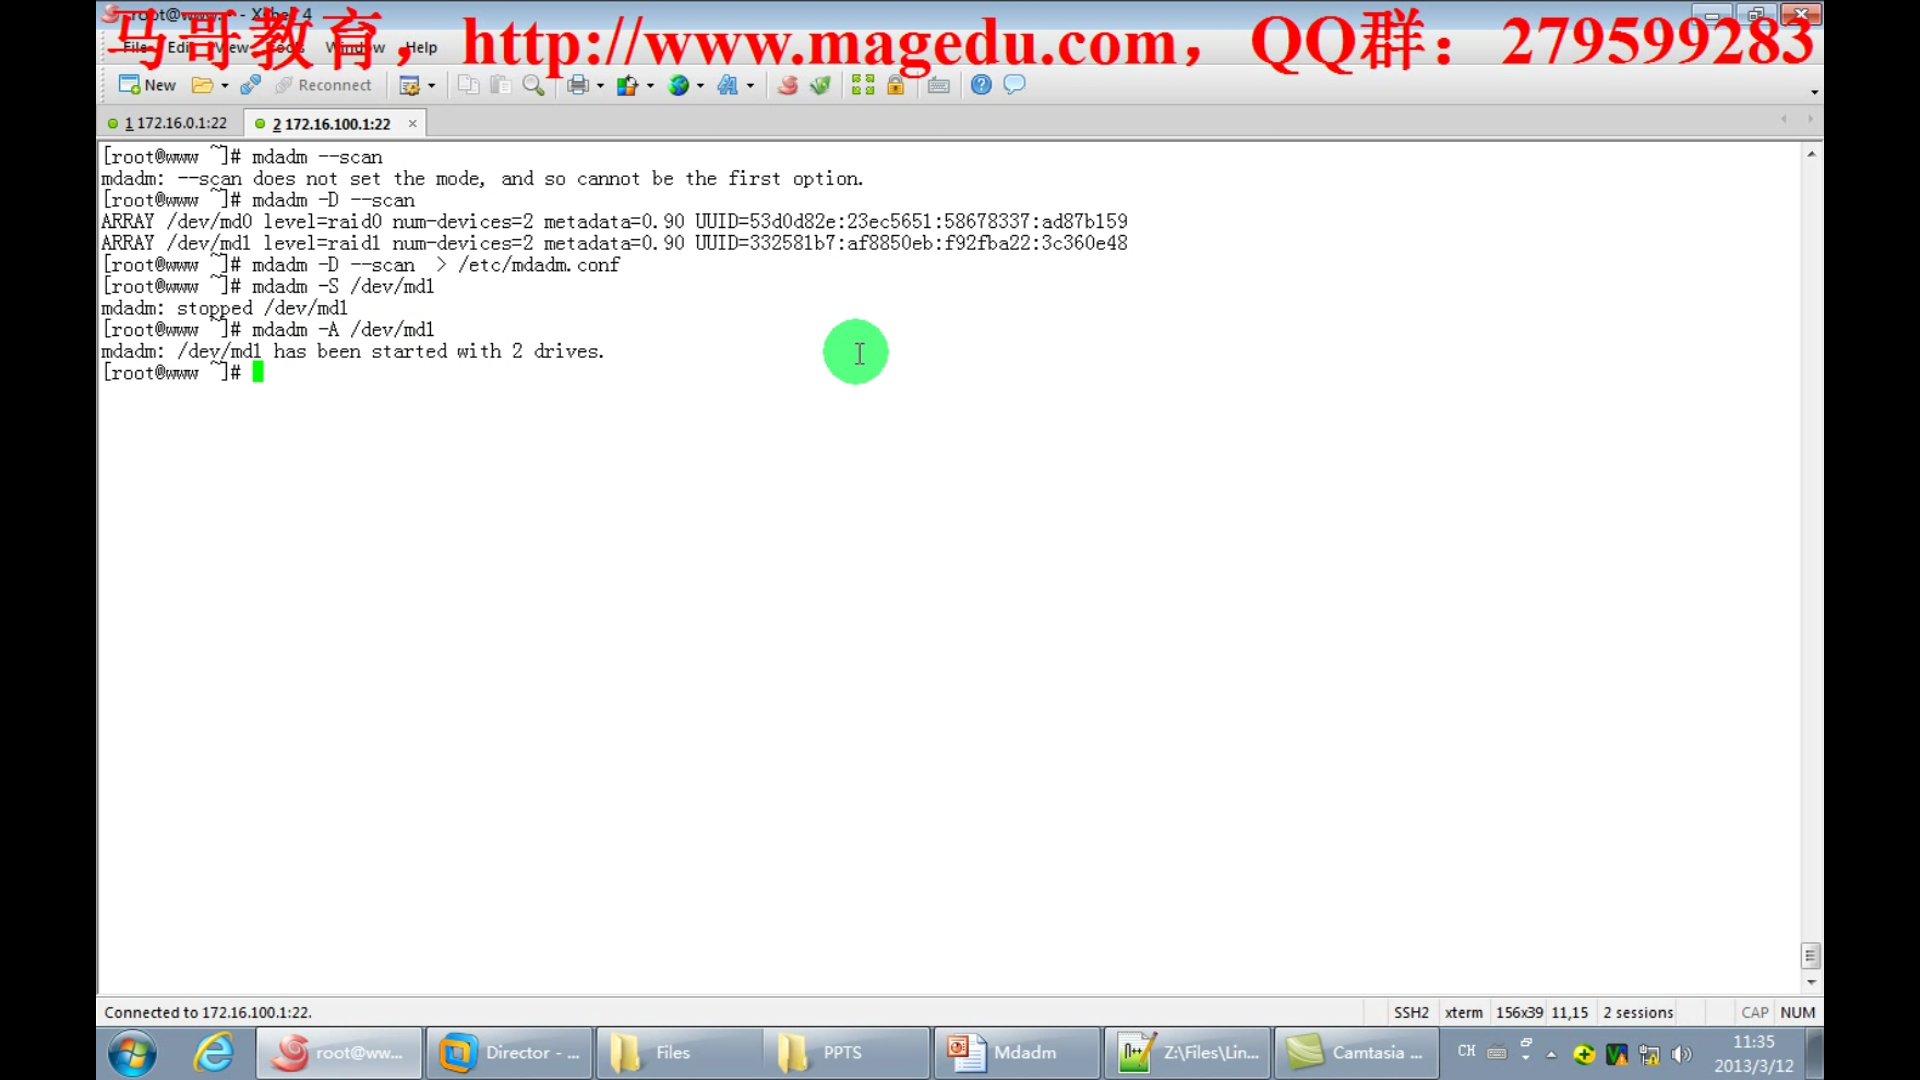 root@www:~ - Xshell 4
马哥教育，http://www.magedu.com，QQ群：279599283
File Edit View Tools Window Help
New Reconnect
1 172.16.0.1:22 2 172.16.100.1:22
[root@www ~]# mdadm --scan
mdadm: --scan does not set the mode, and so cannot be the first option.
[root@www ~]# mdadm -D --scan
ARRAY /dev/md0 level=raid0 num-devices=2 metadata=0.90 UUID=53d0d82e:23ec5651:58678337:ad87b159
ARRAY /dev/md1 level=raid1 num-devices=2 metadata=0.90 UUID=332581b7:af8850eb:f92fba22:3c360e48
[root@www ~]# mdadm -D --scan  > /etc/mdadm.conf
[root@www ~]# mdadm -S /dev/md1
mdadm: stopped /dev/md1
[root@www ~]# mdadm -A /dev/md1
mdadm: /dev/md1 has been started with 2 drives.
[root@www ~]#
Connected to 172.16.100.1:22. SSH2 xterm 156x39 11,15 2 sessions CAP NUM
root@ww... Director - ... Files PPTS Mdadm Z:\Files\Lin... Camtasia ... CH 11:35
2013/3/12